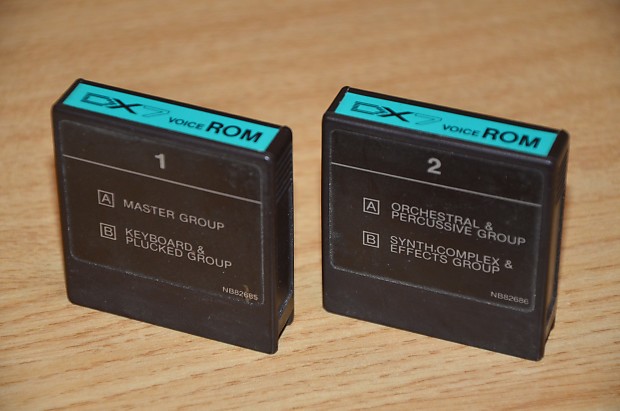 DX7 VOICE ROM
1
A MASTER GROUP
B KEYBOARD &
PLUCKED GROUP
NB82685
DX7 VOICE ROM
2
A ORCHESTRAL &
PERCUSSIVE GROUP
B SYNTH,COMPLEX &
EFFECTS GROUP
NB82686